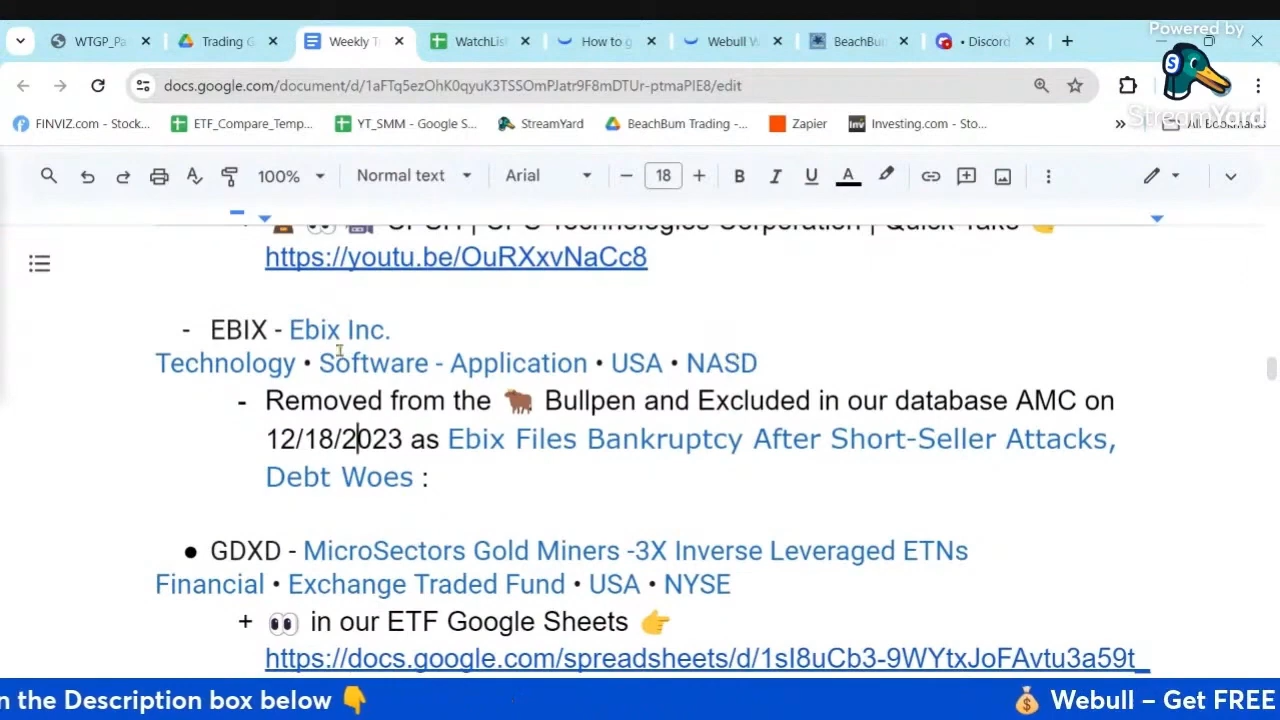 Powered by
WTGP_Pa
Trading G
Weekly T
WatchList
How to g
Webull W
BeachBum
• Discord
docs.google.com/document/d/1aFTq5ezOhK0qyuK3TSSOmPJatr9F8mDTUr-ptmaPlE8/edit
StreamYard
FINVIZ.com - Stock...
ETF_Compare_Temp...
YT_SMM - Google S...
StreamYard
BeachBum Trading -...
Zapier
Investing.com - Sto...
»
All Bookmarks
100%
Normal text
Arial
18
B I U A
| Quick Take 👉
https://youtu.be/OuRXxvNaCc8
- EBIX - Ebix Inc.
Technology • Software - Application • USA • NASD
- Removed from the 🐂 Bullpen and Excluded in our database AMC on
12/18/2023 as Ebix Files Bankruptcy After Short-Seller Attacks,
Debt Woes :
● GDXD - MicroSectors Gold Miners -3X Inverse Leveraged ETNs
Financial • Exchange Traded Fund • USA • NYSE
+ 👀 in our ETF Google Sheets 👉
https://docs.google.com/spreadsheets/d/1sI8uCb3-9WYtxJoFAvtu3a59t_
n the Description box below 👇
💰 Webull – Get FREE